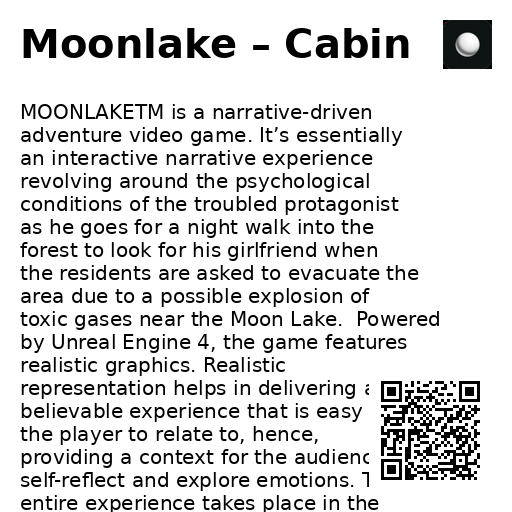 Moonlake – Cabin
MOONLAKETM is a narrative-driven
adventure video game. It’s essentially
an interactive narrative experience
revolving around the psychological
conditions of the troubled protagonist
as he goes for a night walk into the
forest to look for his girlfriend when
the residents are asked to evacuate the
area due to a possible explosion of
toxic gases near the Moon Lake.  Powered
by Unreal Engine 4, the game features
realistic graphics. Realistic
representation helps in delivering
believable experience that is easy
the player to relate to, hence,
providing a context for the
self-reflect and explore emotions.
entire experience takes place in the